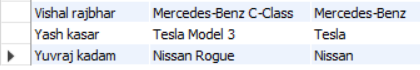 Vishal rajbhar Mercedes-Benz C-Class Mercedes-Benz
Yash kasar Tesla Model 3 Tesla
Yuvraj kadam Nissan Rogue Nissan